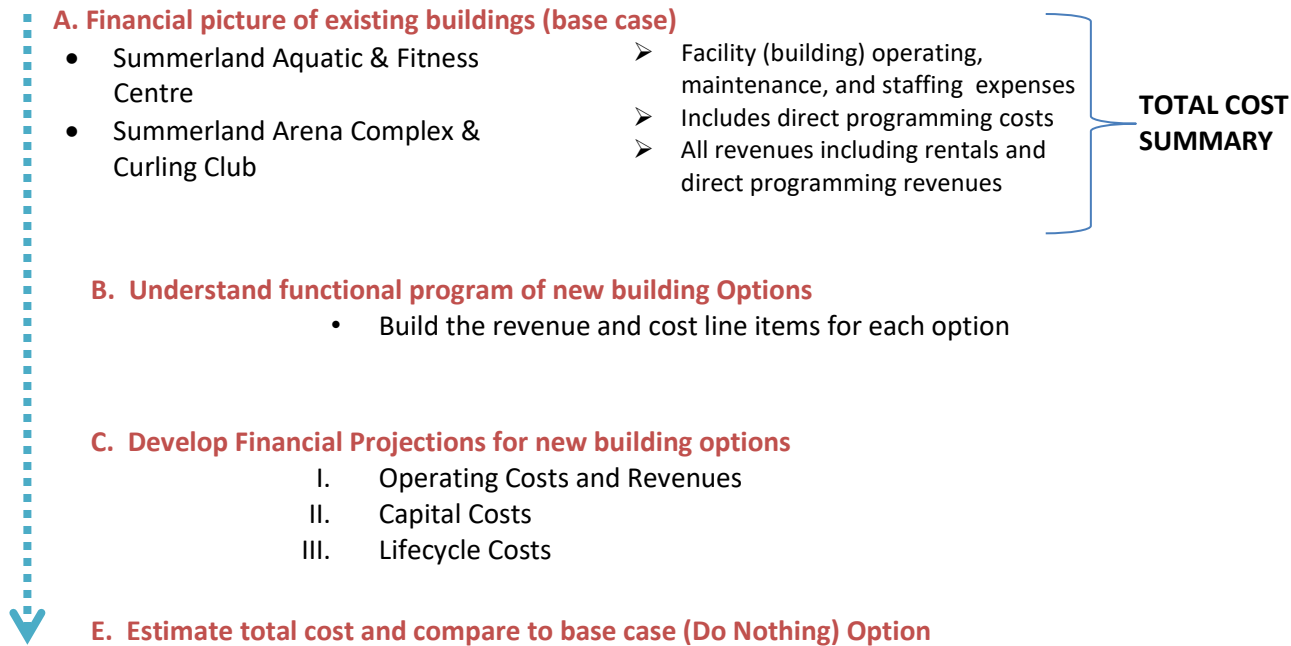 A. Financial picture of existing buildings (base case)
• Summerland Aquatic & Fitness
Centre
• Summerland Arena Complex &
Curling Club
➢ Facility (building) operating,
maintenance, and staffing expenses
➢ Includes direct programming costs
➢ All revenues including rentals and
direct programming revenues
TOTAL COST
SUMMARY
B. Understand functional program of new building Options
• Build the revenue and cost line items for each option
C. Develop Financial Projections for new building options
I. Operating Costs and Revenues
II. Capital Costs
III. Lifecycle Costs
E. Estimate total cost and compare to base case (Do Nothing) Option